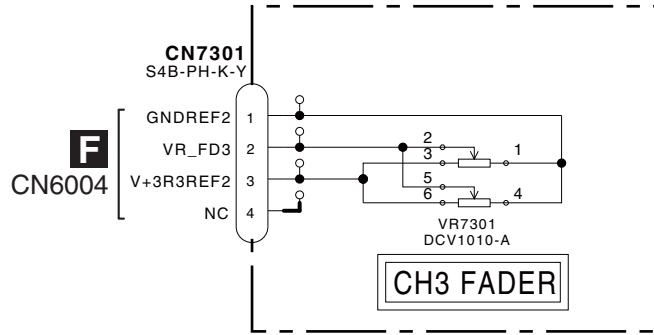 CN7301
S4B-PH-K-Y
GNDREF2 1
VR_FD3 2
V+3R3REF2 3
NC 4
F
CN6004
2
3 1
5
6 4
VR7301
DCV1010-A
CH3 FADER